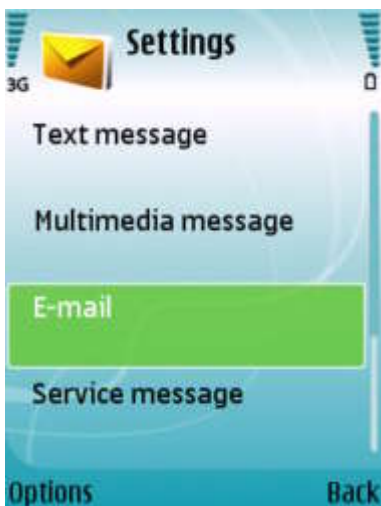 Settings
3G
Text message
Multimedia message
E-mail
Service message
Options Back